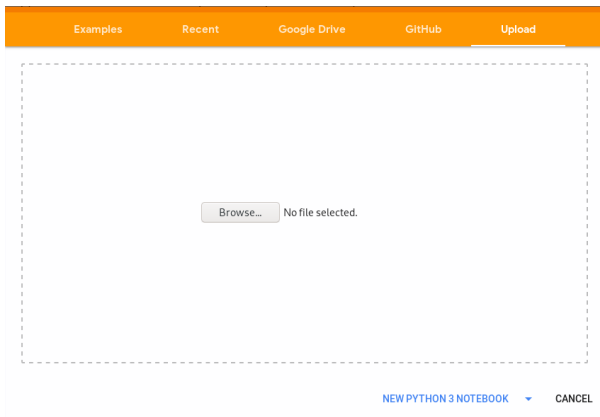 Examples Recent Google Drive GitHub Upload
Browse... No file selected.
NEW PYTHON 3 NOTEBOOK CANCEL